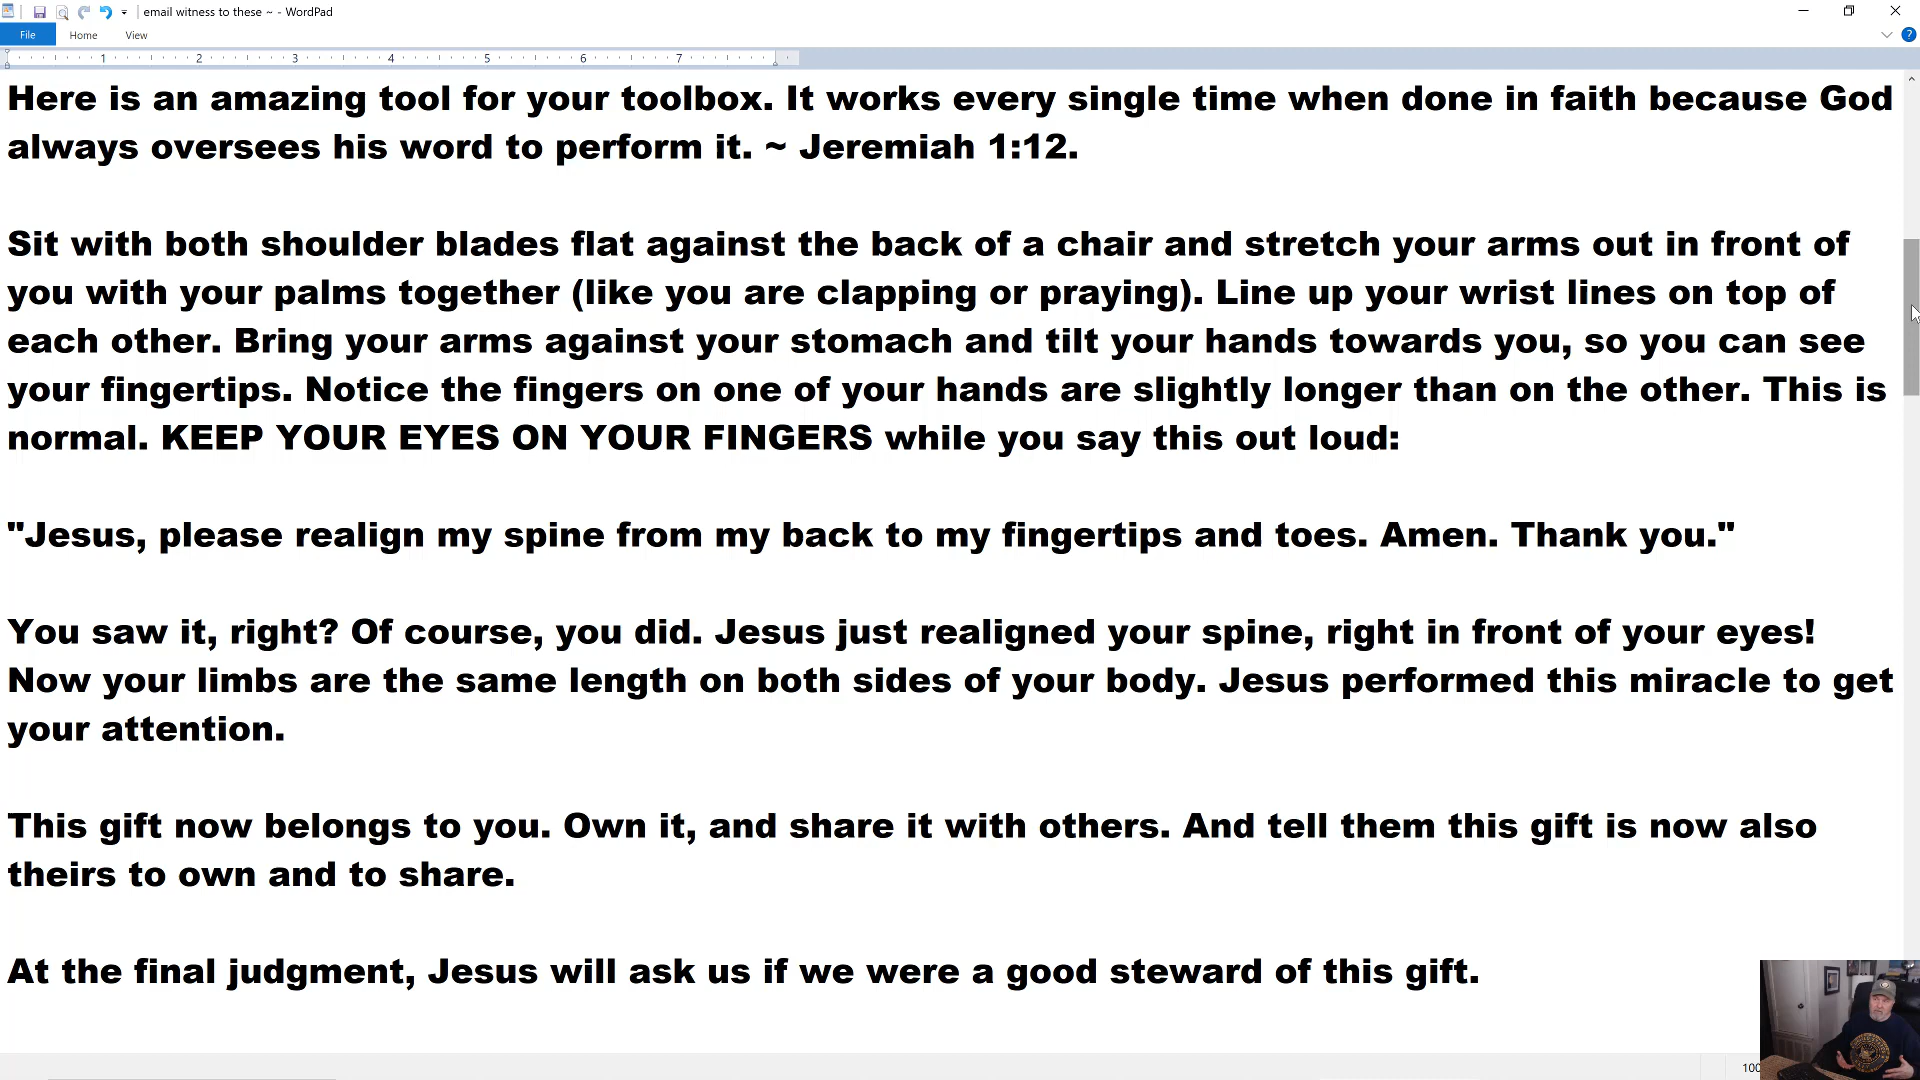 email witness to these ~ - WordPad
File Home View
1 2 3 4 5 6 7
Here is an amazing tool for your toolbox. It works every single time when done in faith because God
always oversees his word to perform it. ~ Jeremiah 1:12.
Sit with both shoulder blades flat against the back of a chair and stretch your arms out in front of
you with your palms together (like you are clapping or praying). Line up your wrist lines on top of
each other. Bring your arms against your stomach and tilt your hands towards you, so you can see
your fingertips. Notice the fingers on one of your hands are slightly longer than on the other. This is
normal. KEEP YOUR EYES ON YOUR FINGERS while you say this out loud:
"Jesus, please realign my spine from my back to my fingertips and toes. Amen. Thank you."
You saw it, right? Of course, you did. Jesus just realigned your spine, right in front of your eyes!
Now your limbs are the same length on both sides of your body. Jesus performed this miracle to get
your attention.
This gift now belongs to you. Own it, and share it with others. And tell them this gift is now also
theirs to own and to share.
At the final judgment, Jesus will ask us if we were a good steward of this gift.
100